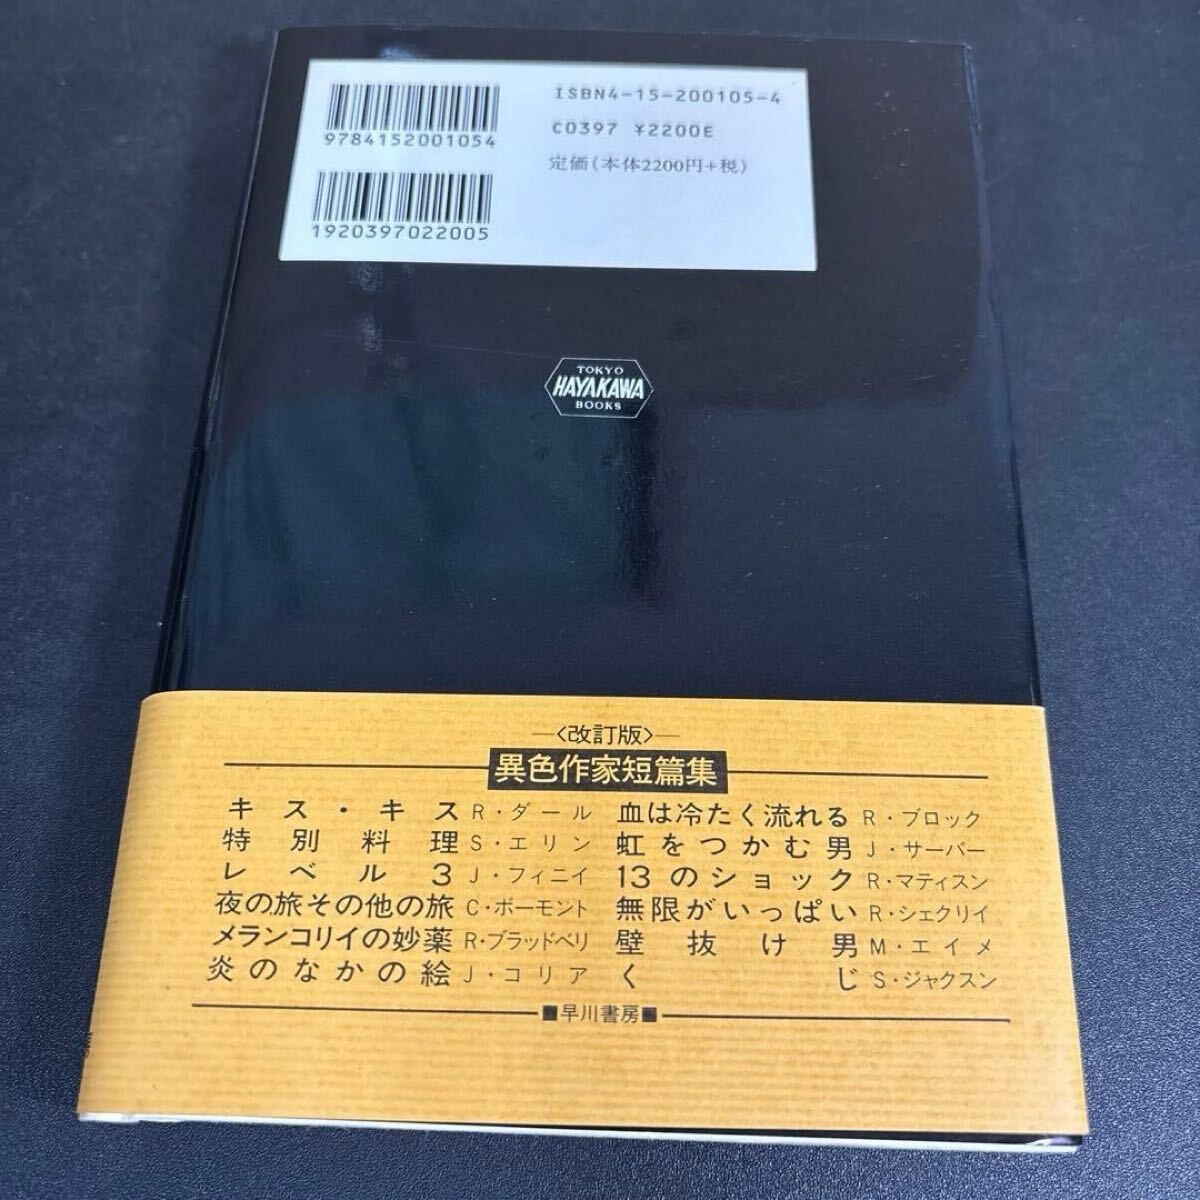 ISBN4-15-200105-4
9784152001054
C0397 ¥2200E
定価(本体2200円+税)
1920397022005
TOKYO
HAYAKAWA
BOOKS
〈改訂版〉
異色作家短篇集
キス・キス R・ダール
特別料理 S・エリン
レベル3 J・フィニイ
夜の旅その他の旅 C・ボーモント
メランコリイの妙薬 R・ブラッドベリ
炎のなかの絵 J・コリア
血は冷たく流れる R・ブロック
虹をつかむ男 J・サーバー
13のショック R・マティスン
無限がいっぱい R・シェクリイ
壁抜け男 M・エイメ
くじ S・ジャクスン
■早川書房■